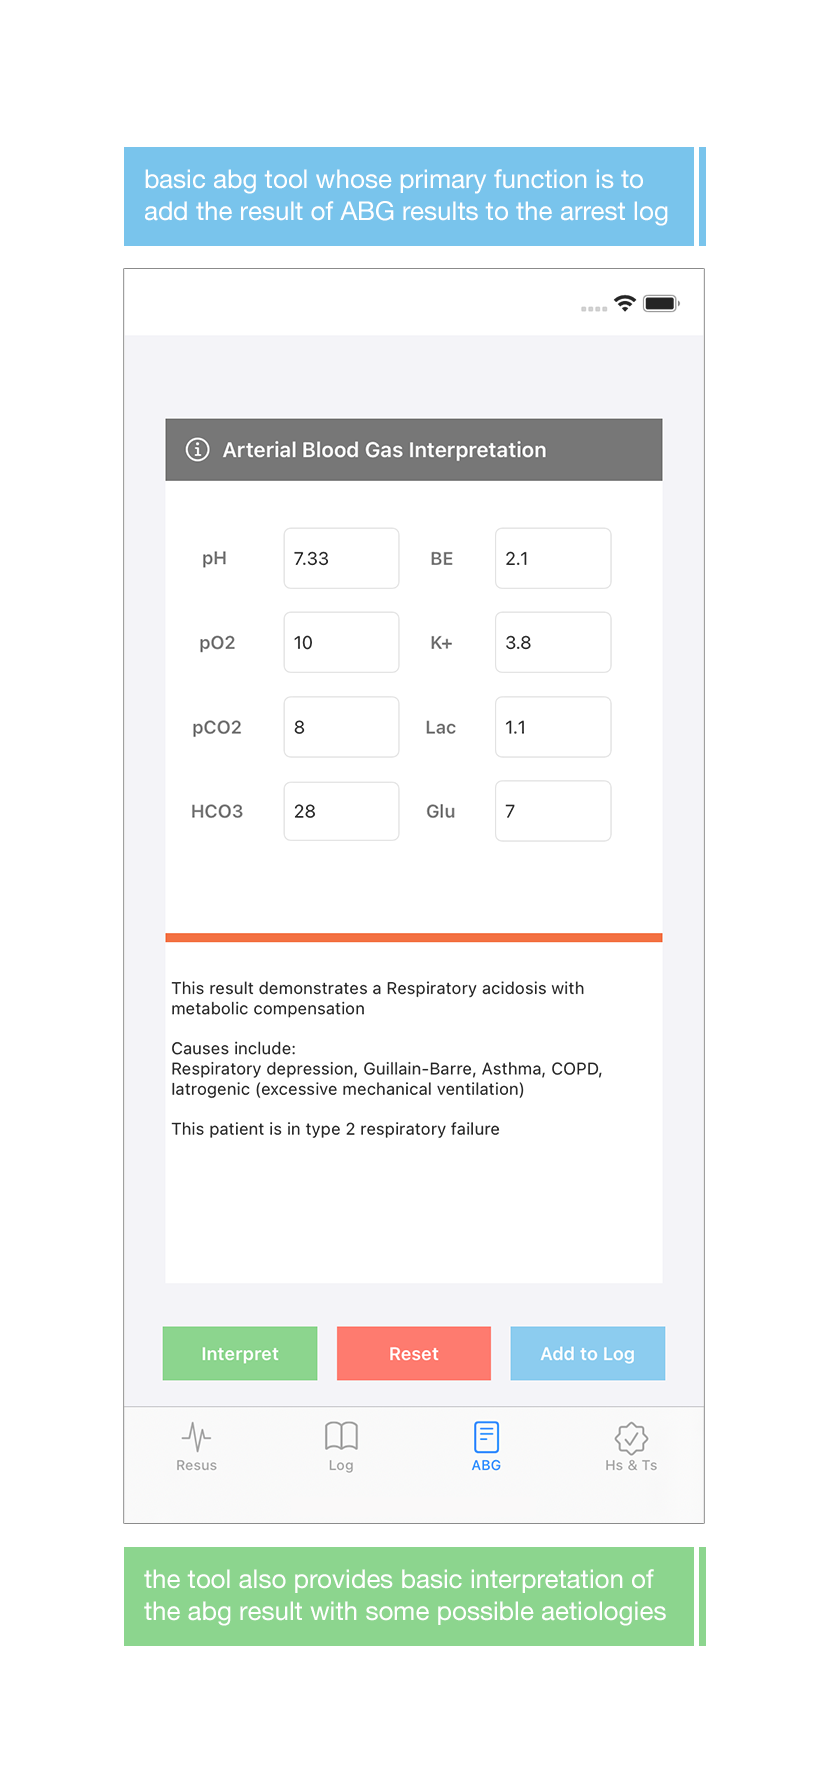 basic abg tool whose primary function is to
add the result of ABG results to the arrest log
Arterial Blood Gas Interpretation
pH 7.33 BE 2.1
pO2 10 K+ 3.8
pCO2 8 Lac 1.1
HCO3 28 Glu 7
This result demonstrates a Respiratory acidosis with
metabolic compensation
Causes include:
Respiratory depression, Guillain-Barre, Asthma, COPD,
Iatrogenic (excessive mechanical ventilation)
This patient is in type 2 respiratory failure
Interpret Reset Add to Log
Resus Log ABG Hs & Ts
the tool also provides basic interpretation of
the abg result with some possible aetiologies